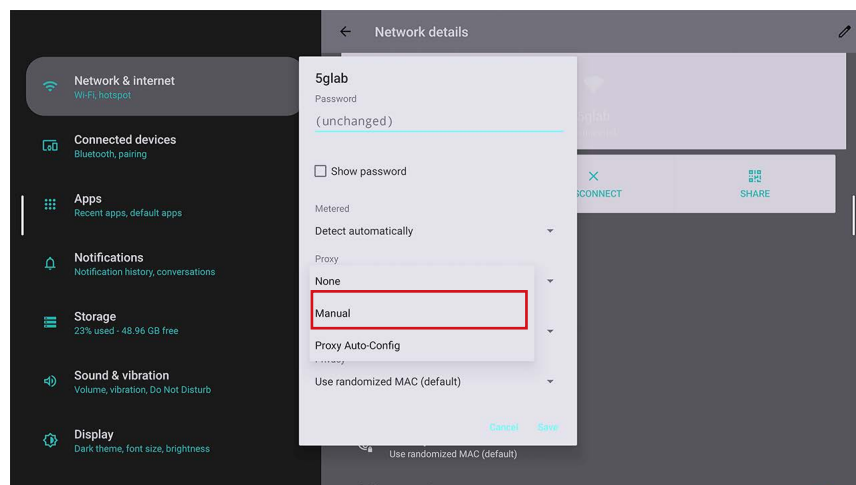 Network details
Network & internet
Wi-Fi, hotspot
Connected devices
Bluetooth, pairing
Apps
Recent apps, default apps
Notifications
Notification history, conversations
Storage
23% used - 48.96 GB free
Sound & vibration
Volume, vibration, Do Not Disturb
Display
Dark theme, font size, brightness
5glab
Password
(unchanged)
Show password
Metered
Detect automatically
Proxy
None
Manual
Proxy Auto-Config
Privacy
Use randomized MAC (default)
Cancel Save
5glab
SCONNECT
SHARE
Use randomized MAC (default)